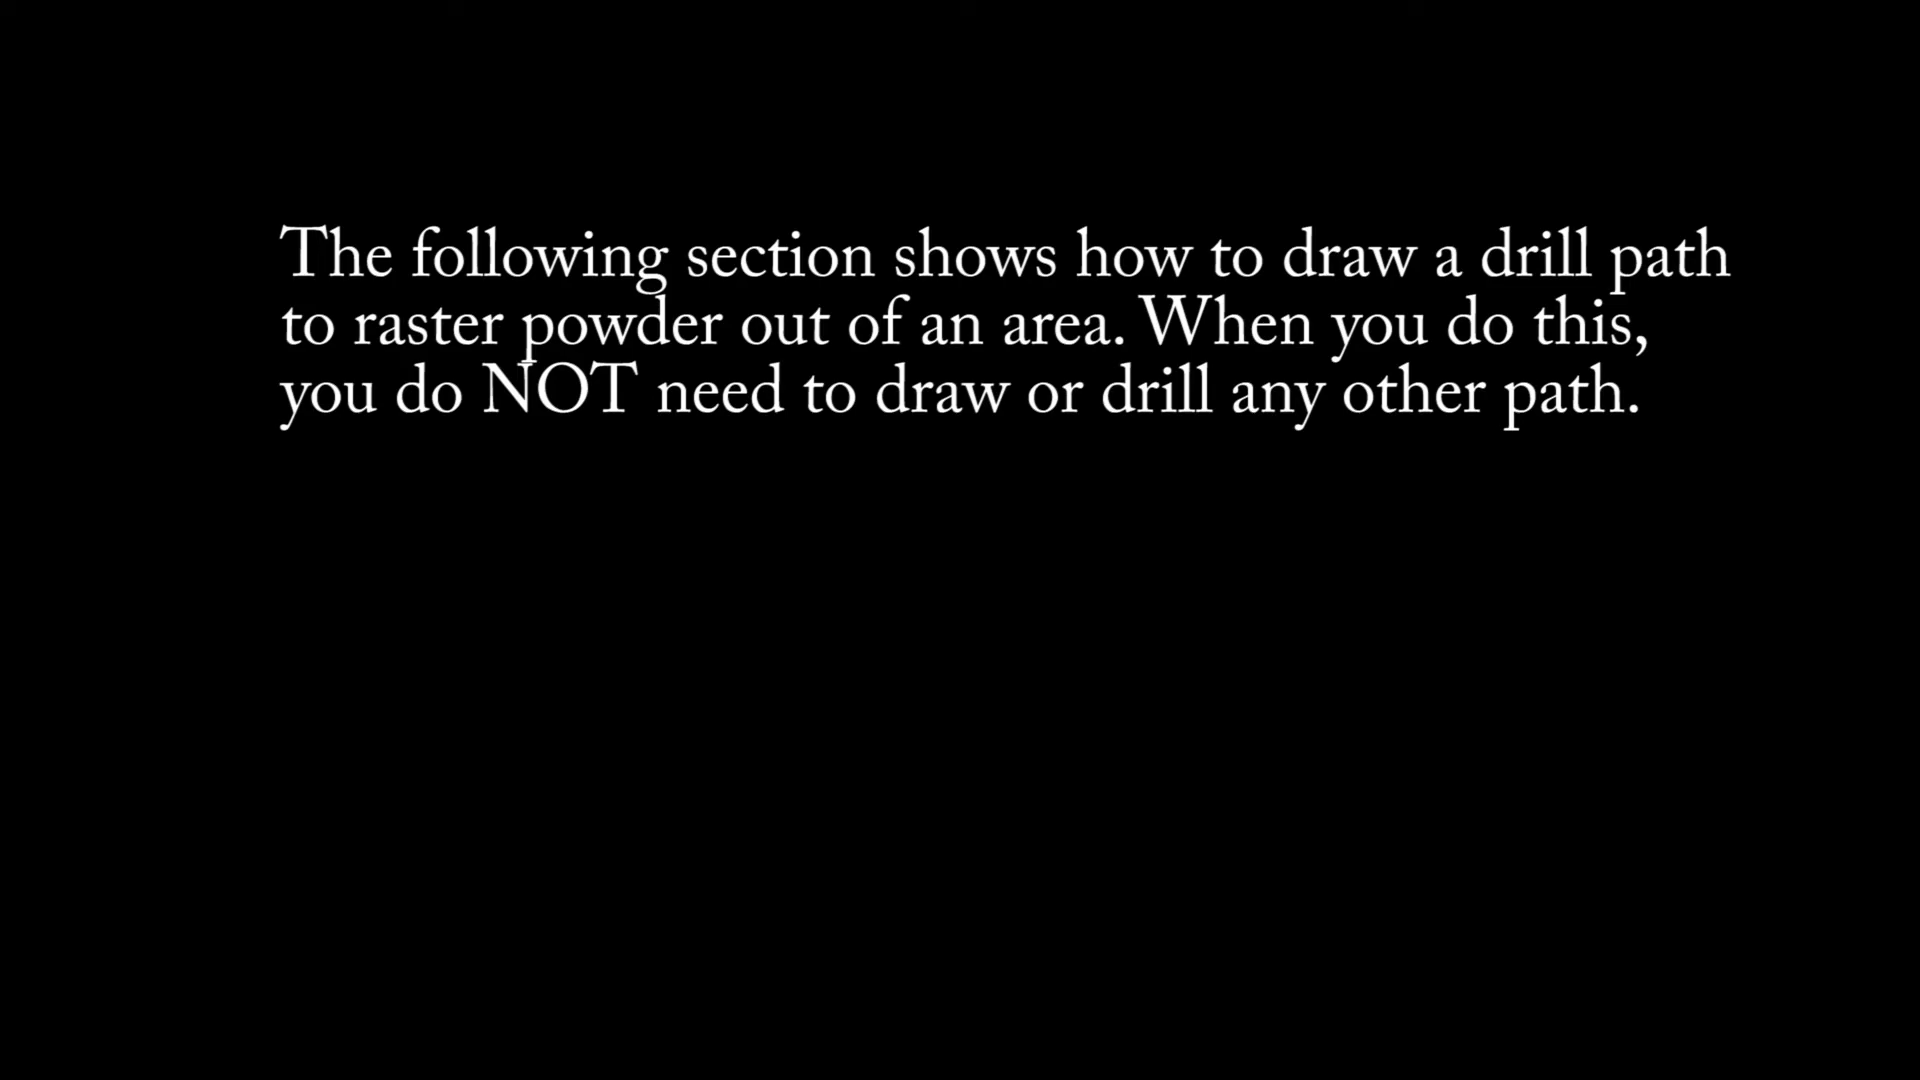 The following section shows how to draw a drill path
to raster powder out of an area. When you do this,
you do NOT need to draw or drill any other path.